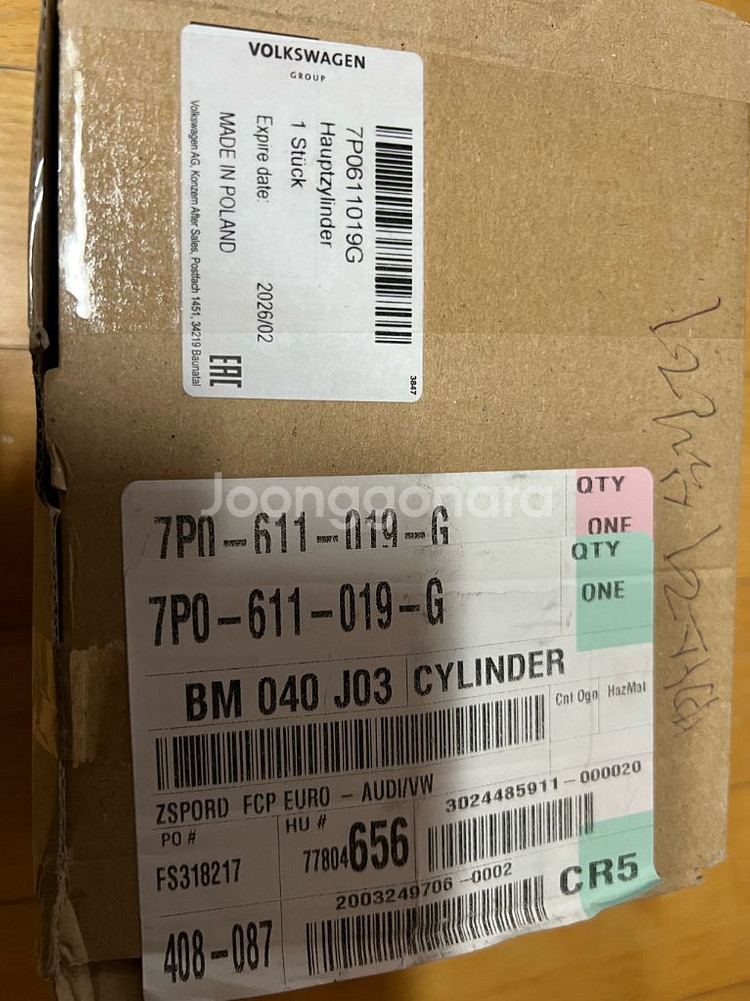 VOLKSWAGEN
GROUP
7P0611019G
Hauptzylinder
1 Stück
Expire date: 2026/02
MADE IN POLAND
Volkswagen AG, Konzern After Sales, Postfach 1451, 34219 Baunatal
EAC
3847
Joonggonara
7P0-611-019-G
QTY
ONE
7P0-611-019-G
QTY
ONE
BM 040 J03 CYLINDER
Cnt Ogn
HazMat
ZSPORD FCP EURO - AUDI/VW
3024485911-000020
PO #
FS318217
HU #
77804656
2003249706-0002
CR5
408-087